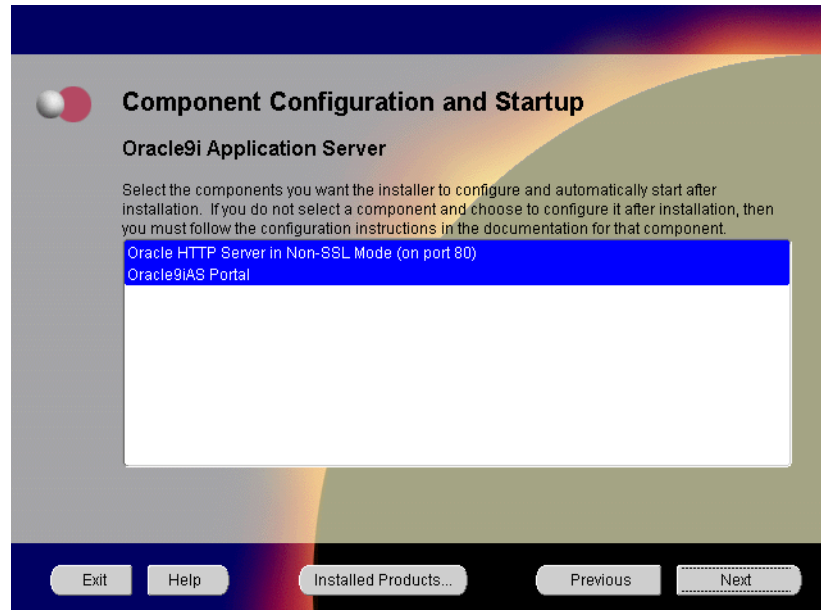 Component Configuration and Startup
Oracle9i Application Server
Select the components you want the installer to configure and automatically start after
installation. If you do not select a component and choose to configure it after installation, then
you must follow the configuration instructions in the documentation for that component.
Oracle HTTP Server in Non-SSL Mode (on port 80)
Oracle9iAS Portal
Exit
Help
Installed Products...
Previous
Next